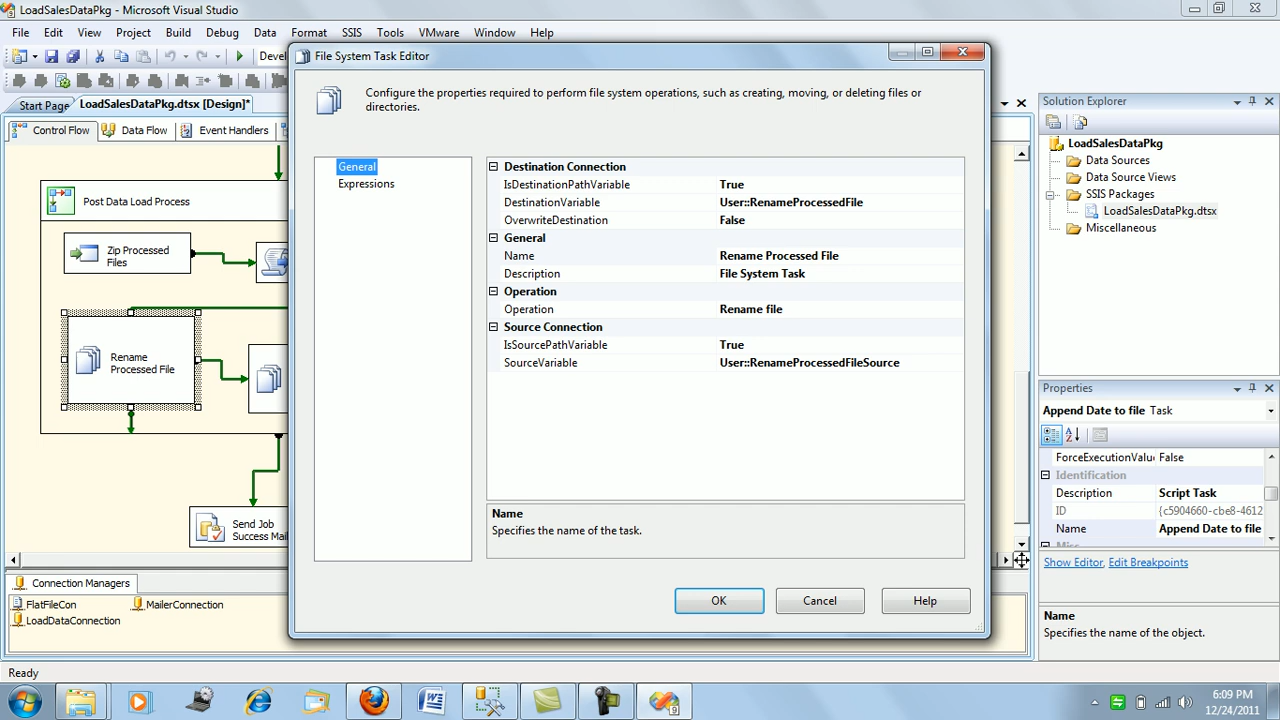 LoadSalesDataPkg - Microsoft Visual Studio
File Edit View Project Build Debug Data Format SSIS Tools VMware Window Help
Start Page LoadSalesDataPkg.dtsx [Design]*
Control Flow Data Flow Event Handlers
Post Data Load Process
Zip Processed
Files
Rename
Processed File
Send Job
Success Mail
File System Task Editor
Configure the properties required to perform file system operations, such as creating, moving, or deleting files or
directories.
General
Expressions
Destination Connection
IsDestinationPathVariable True
DestinationVariable User::RenameProcessedFile
OverwriteDestination False
General
Name Rename Processed File
Description File System Task
Operation
Operation Rename file
Source Connection
IsSourcePathVariable True
SourceVariable User::RenameProcessedFileSource
Name
Specifies the name of the task.
OK Cancel Help
Solution Explorer
LoadSalesDataPkg
Data Sources
Data Source Views
SSIS Packages
LoadSalesDataPkg.dtsx
Miscellaneous
Properties
Append Date to file Task
ForceExecutionValu False
Identification
Description Script Task
ID {c5904660-cbe8-4612
Name Append Date to file
Show Editor, Edit Breakpoints
Name
Specifies the name of the object.
Connection Managers
FlatFileCon MailerConnection
LoadDataConnection
Ready
6:09 PM
12/24/2011